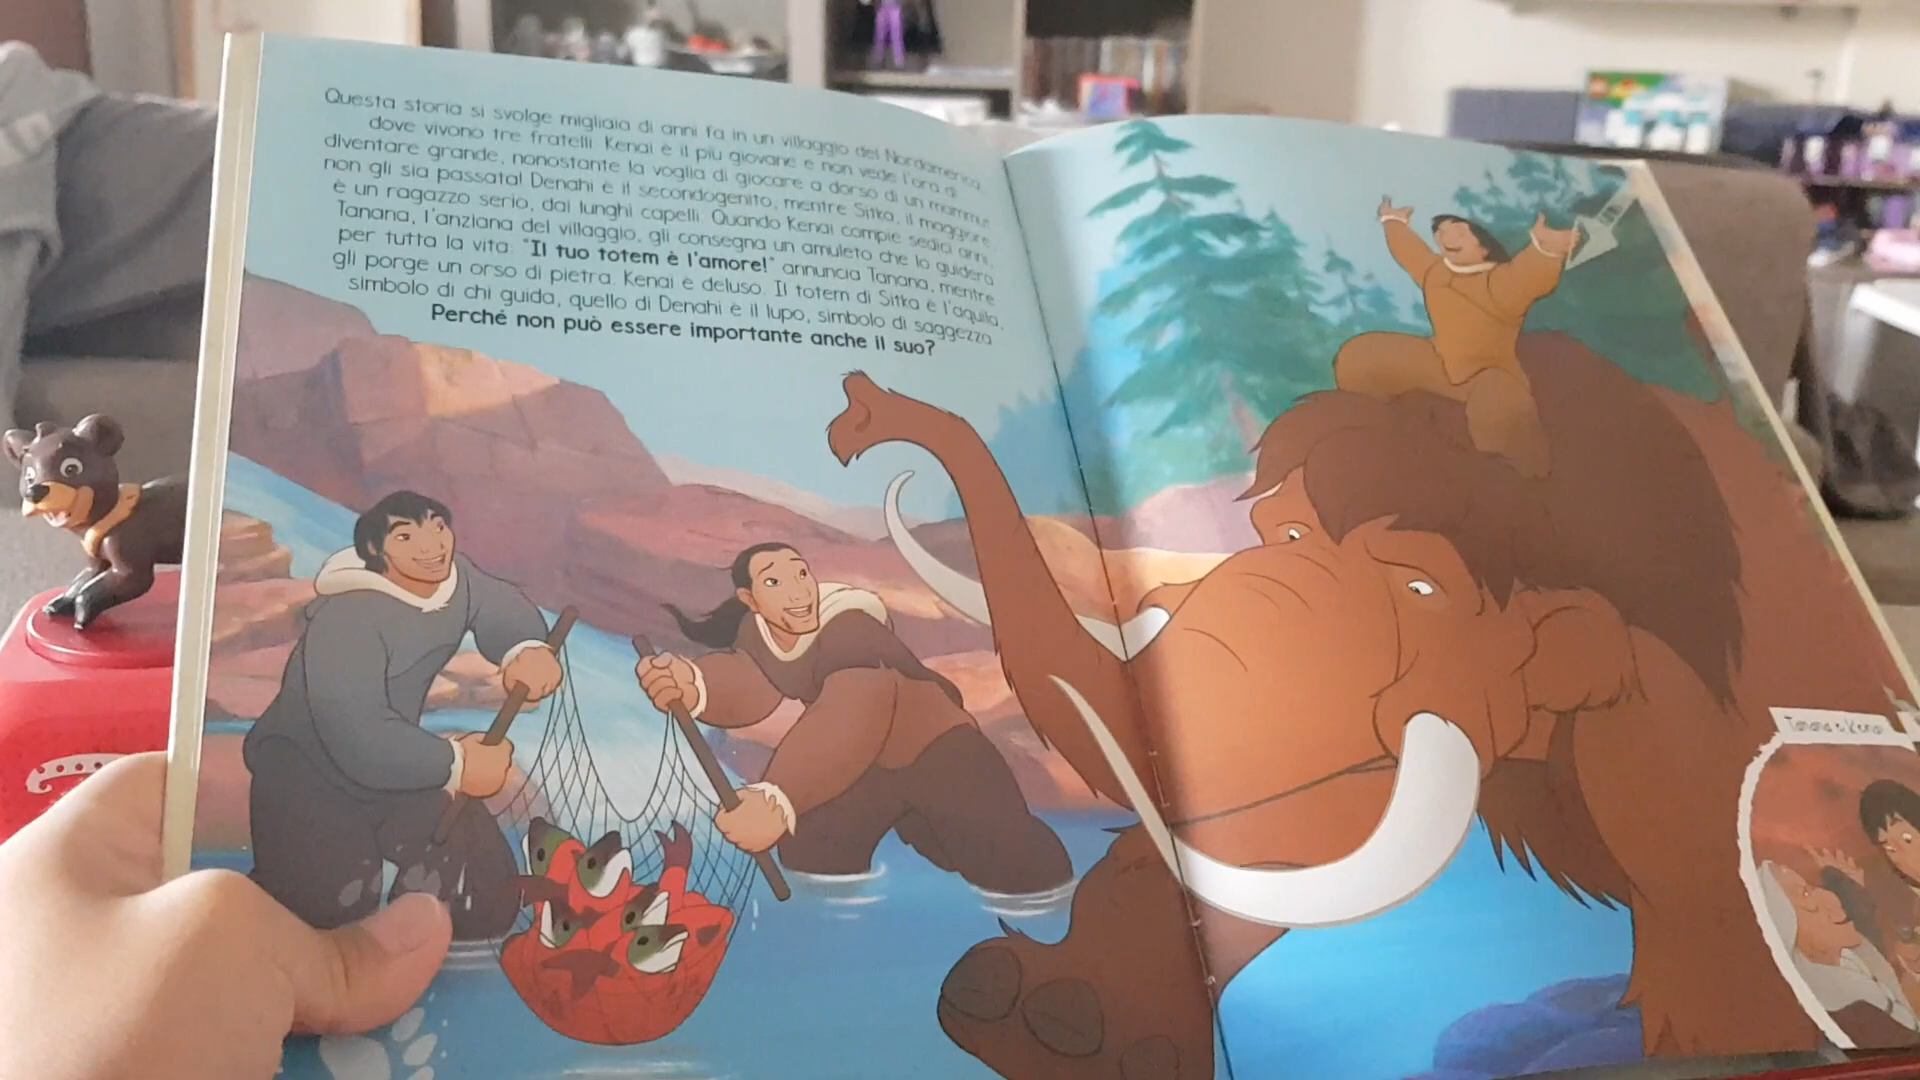 Questa storia si svolge migliaia di anni fa in un villaggio del Nordamerica
dove vivono tre fratelli. Kenai è il più giovane e non vede l'ora di
diventare grande, nonostante la voglia di giocare a dorso di un mammut
non gli sia passata! Denahi è il secondogenito, mentre Sitka, il maggiore,
è un ragazzo serio, dai lunghi capelli. Quando Kenai compie sedici anni,
Tanana, l'anziana del villaggio, gli consegna un amuleto che lo guiderà
per tutta la vita: "Il tuo totem è l'amore!" annuncia Tanana, mentre
gli porge un orso di pietra. Kenai è deluso. Il totem di Sitka è l'aquila,
simbolo di chi guida, quello di Denahi è il lupo, simbolo di saggezza.
Perché non può essere importante anche il suo?
Tanana e Kenai